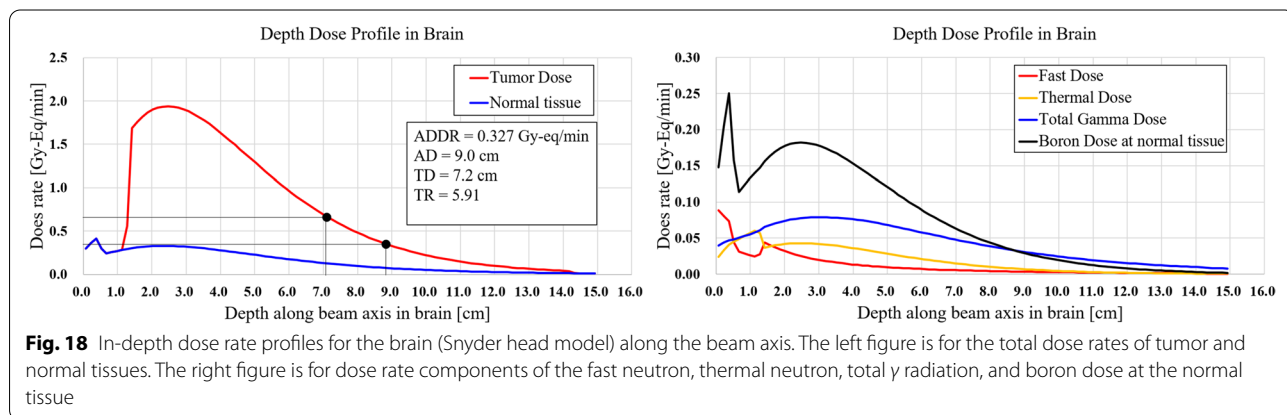 Depth Dose Profile in Brain
2.5
2.0
1.5
1.0
0.5
0.0
Does rate [Gy-Eq/min]
Tumor Dose
Normal tissue
ADDR = 0.327 Gy-eq/min
AD = 9.0 cm
TD = 7.2 cm
TR = 5.91
0.0 1.0 2.0 3.0 4.0 5.0 6.0 7.0 8.0 9.0 10.0 11.0 12.0 13.0 14.0 15.0 16.0
Depth along beam axis in brain [cm]
Depth Dose Profile in Brain
0.30
0.25
0.20
0.15
0.10
0.05
0.00
Does rate [Gy-Eq/min]
Fast Dose
Thermal Dose
Total Gamma Dose
Boron Dose at normal tissue
0.0 1.0 2.0 3.0 4.0 5.0 6.0 7.0 8.0 9.0 10.0 11.0 12.0 13.0 14.0 15.0 16.0
Depth along beam axis in brain [cm]
Fig. 18 In-depth dose rate profiles for the brain (Snyder head model) along the beam axis. The left figure is for the total dose rates of tumor and
normal tissues. The right figure is for dose rate components of the fast neutron, thermal neutron, total γ radiation, and boron dose at the normal
tissue